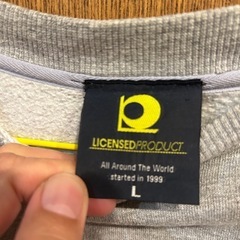 LICENSEDPRODUCT
All Around The World
started in 1999
L